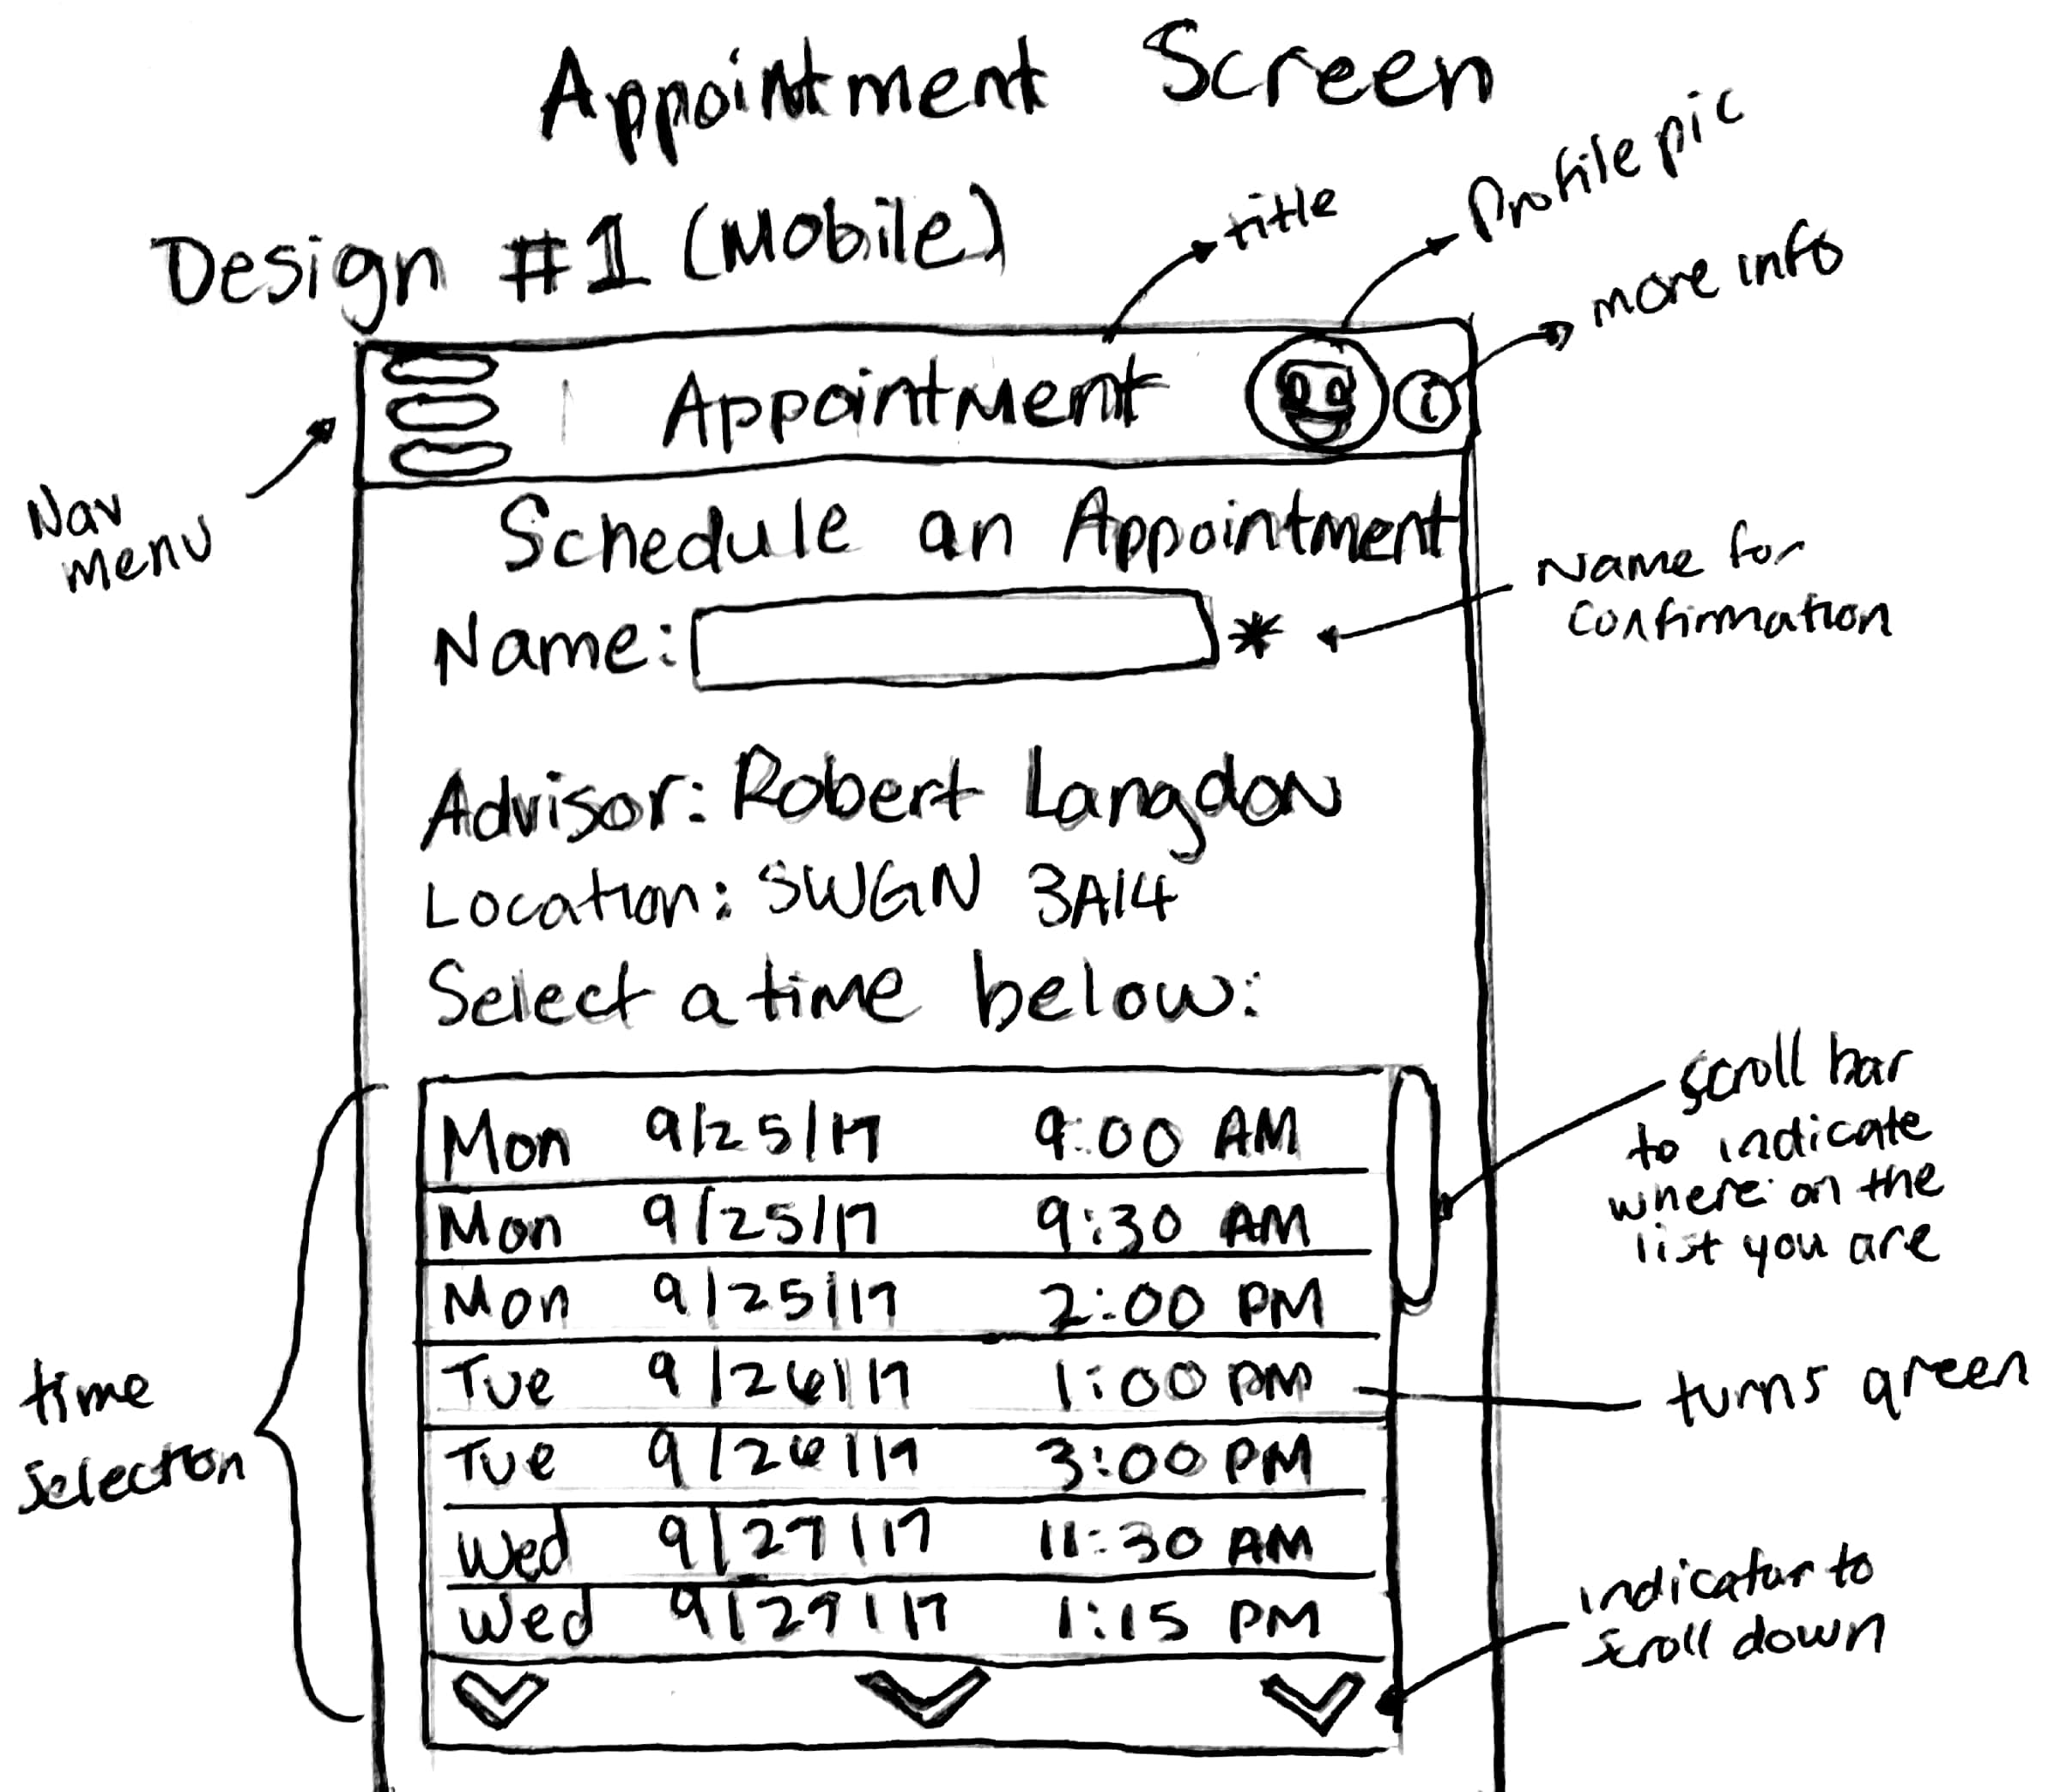 Appointment Screen
Design #1 (Mobile)
title
Profile pic
more info
Nav
menu
Appointment
i
Schedule an Appointment
Name: *
Name for
confirmation
Advisor: Robert Langdon
Location: SWGN 3A14
Select a time below:
Mon 9/25/17 9:00 AM
Mon 9/25/17 9:30 AM
Mon 9/25/17 2:00 PM
Tue 9/26/17 1:00 PM
Tue 9/26/17 3:00 PM
Wed 9/27/17 11:30 AM
Wed 9/27/17 1:15 PM
time
selection
scroll bar
to indicate
where on the
list you are
turns green
indicator to
scroll down